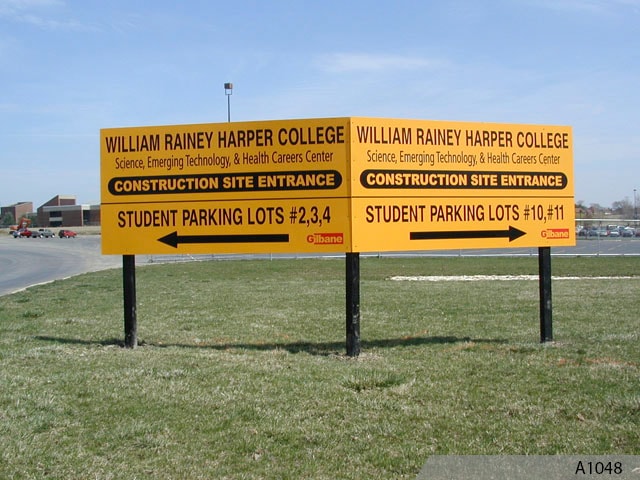 WILLIAM RAINEY HARPER COLLEGE
Science, Emerging Technology, & Health Careers Center
CONSTRUCTION SITE ENTRANCE
STUDENT PARKING LOTS #2,3,4
Gilbane
WILLIAM RAINEY HARPER COLLEGE
Science, Emerging Technology, & Health Careers Center
CONSTRUCTION SITE ENTRANCE
STUDENT PARKING LOTS #10,#11
Gilbane
A1048